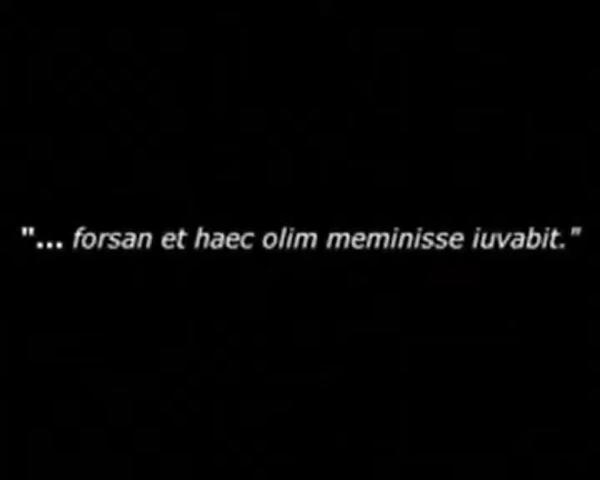 "... forsan et haec olim meminisse iuvabit."